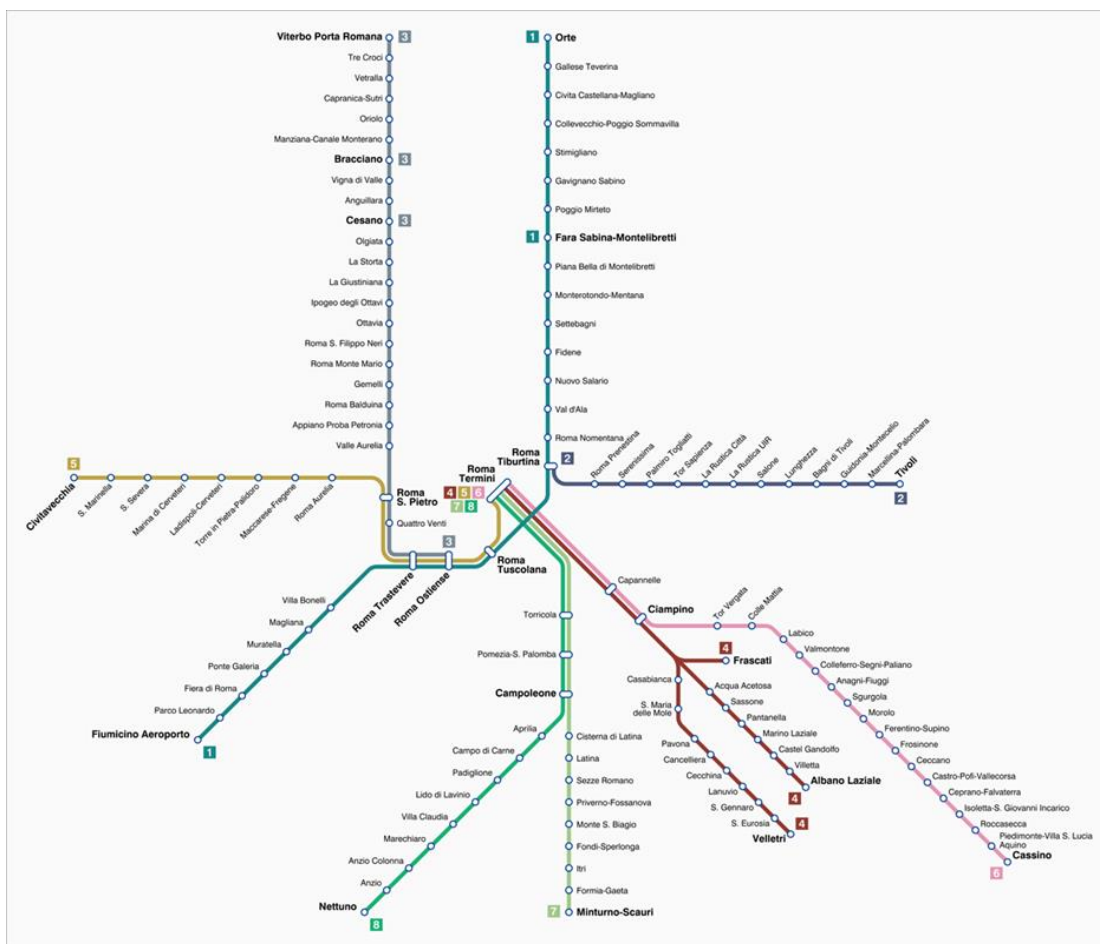 Viterbo Porta Romana 3
Tre Croci
Vetralla
Capranica-Sutri
Oriolo
Manziana-Canale Monterano
Bracciano 3
Vigna di Valle
Anguillara
Cesano 3
Olgiata
La Storta
La Giustiniana
Ipogeo degli Ottavi
Ottavia
Roma S. Filippo Neri
Roma Monte Mario
Gemelli
Roma Balduina
Appiano Proba Petronia
Valle Aurelia
1 Orte
Gallese Teverina
Civita Castellana-Magliano
Collevecchio-Poggio Sommavilla
Stimigliano
Gavignano Sabino
Poggio Mirteto
1 Fara Sabina-Montelibretti
Piana Bella di Montelibretti
Monterotondo-Mentana
Settebagni
Fidene
Nuovo Salario
Val d'Ala
Roma Nomentana
Roma
Tiburtina
2
Roma Prenestina
Serenissima
Palmiro Togliatti
Tor Sapienza
La Rustica Città
La Rustica UIR
Salone
Lunghezza
Bagni di Tivoli
Guidonia-Montecelio
Marcellina-Palombara
Tivoli
2
5
Civitavecchia
S. Marinella
S. Severa
Marina di Cerveteri
Ladispoli-Cerveteri
Torre in Pietra-Palidoro
Maccarese-Fregene
Roma Aurelia
Roma
S. Pietro
Quattro Venti
Roma
Termini
4 5 6
7 8
3
Roma Trastevere
Roma Ostiense
Roma
Tuscolana
Villa Bonelli
Magliana
Muratella
Ponte Galeria
Fiera di Roma
Parco Leonardo
Fiumicino Aeroporto
1
Torricola
Pomezia-S. Palomba
Campoleone
Aprilia
Campo di Carne
Padiglione
Lido di Lavinio
Villa Claudia
Marechiaro
Anzio Colonna
Anzio
Nettuno
8
Cisterna di Latina
Latina
Sezze Romano
Priverno-Fossanova
Monte S. Biagio
Fondi-Sperlonga
Itri
Formia-Gaeta
7 Minturno-Scauri
Capannelle
Ciampino
4
Frascati
Casabianca
S. Maria
delle Mole
Pavona
Cancelliera
Cecchina
Lanuvio
S. Gennaro
S. Eurosia
Velletri
4
Acqua Acetosa
Sassone
Pantanella
Marino Laziale
Castel Gandolfo
Villetta
Albano Laziale
4
Tor Vergata
Colle Mattia
Labico
Valmontone
Colleferro-Segni-Paliano
Anagni-Fiuggi
Sgurgola
Morolo
Ferentino-Supino
Frosinone
Ceccano
Castro-Pofi-Vallecorsa
Ceprano-Falvaterra
Isoletta-S. Giovanni Incarico
Roccasecca
Piedimonte-Villa S. Lucia
Aquino
Cassino
6